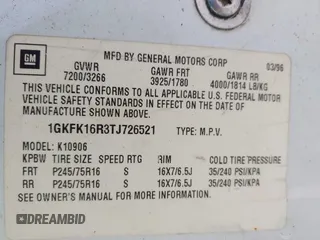 GM
MFD BY GENERAL MOTORS CORP
03/96
GVWR GAWR FRT GAWR RR
7200/3266 3925/1780 4000/1814 LB/KG
THIS VEHICLE CONFORMS TO ALL APPLICABLE U.S. FEDERAL
MOTOR VEHICLE SAFETY STANDARDS IN EFFECT ON THE DATE OF
MANUFACTURE SHOWN ABOVE.
1GKFK16R3TJ726521 TYPE: M.P.V.
MODEL: K10906
KPBW TIRE SIZE SPEED RTG RIM COLD TIRE PRESSURE
FRT P245/75R16 S 16X7/6.5J 35/240 PSI/KPA
RR P245/75R16 S 16X7/6.5J 35/240 PSI/KPA
SEE OWNER'S MANUAL FOR MORE INFORMATION.
DREAMBID